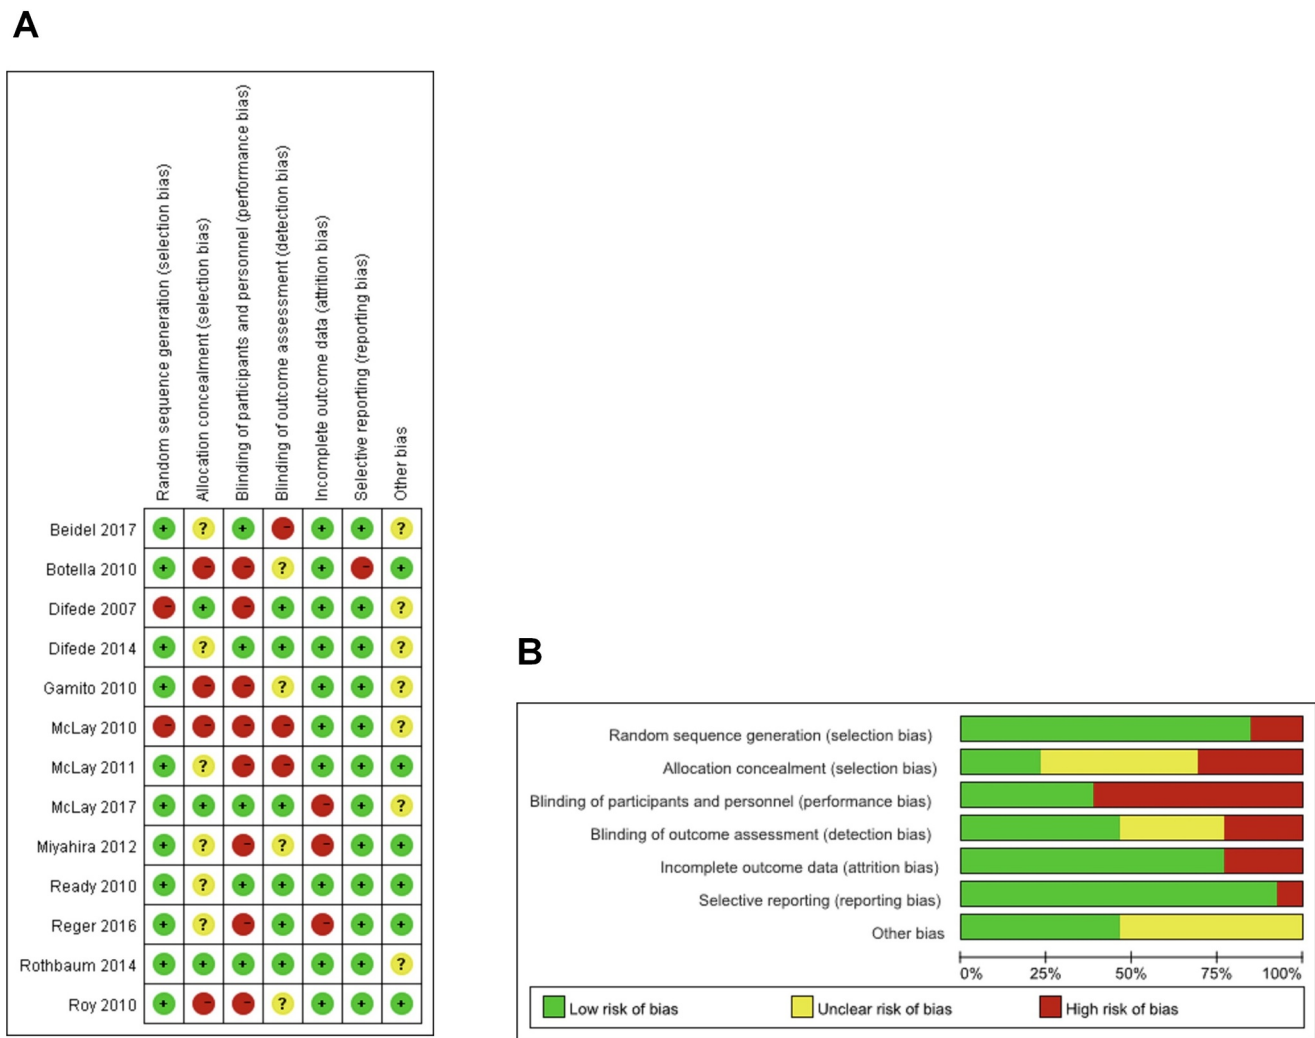 A
Random sequence generation (selection bias)
Allocation concealment (selection bias)
Blinding of participants and personnel (performance bias)
Blinding of outcome assessment (detection bias)
Incomplete outcome data (attrition bias)
Selective reporting (reporting bias)
Other bias
Beidel 2017 + ? + - + + ?
Botella 2010 + - - ? + - +
Difede 2007 - + - + + + ?
Difede 2014 + ? + + + + ?
Gamito 2010 + - - ? + + ?
McLay 2010 - - - - + + ?
McLay 2011 + ? - - + + +
McLay 2017 + + + + - + ?
Miyahira 2012 + ? - ? - + +
Ready 2010 + ? + + + + +
Reger 2016 + ? - + - + +
Rothbaum 2014 + + + + + + ?
Roy 2010 + - - ? + + +
B
Random sequence generation (selection bias)
Allocation concealment (selection bias)
Blinding of participants and personnel (performance bias)
Blinding of outcome assessment (detection bias)
Incomplete outcome data (attrition bias)
Selective reporting (reporting bias)
Other bias
0% 25% 50% 75% 100%
Low risk of bias Unclear risk of bias High risk of bias